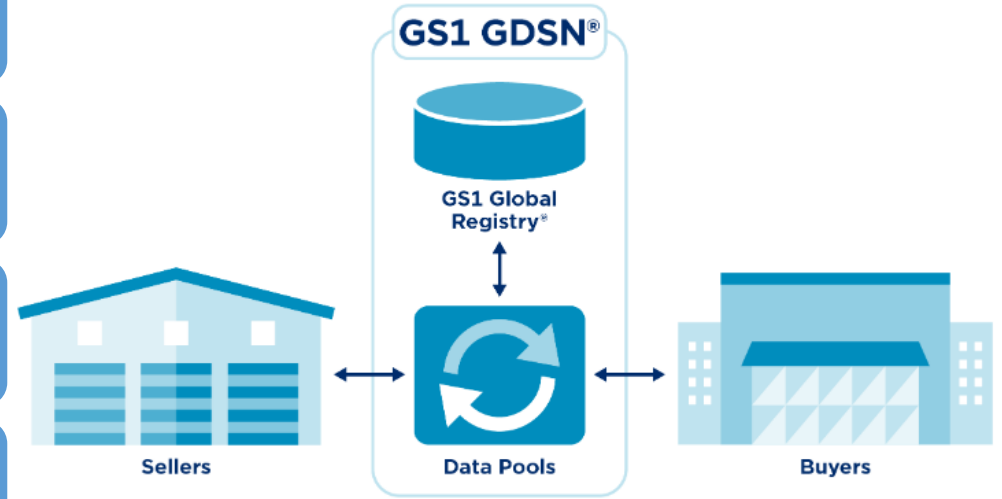 GS1 GDSN®
GS1 Global
Registry®
Sellers
Data Pools
Buyers